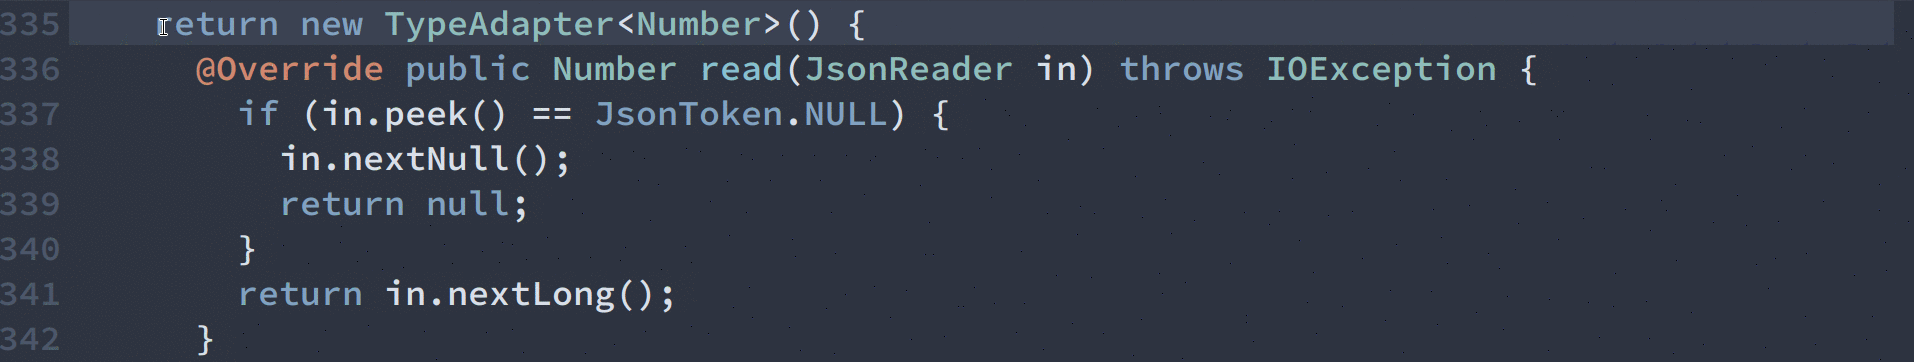 335 return new TypeAdapter<Number>() {
336 @Override public Number read(JsonReader in) throws IOException {
337 if (in.peek() == JsonToken.NULL) {
338 in.nextNull();
339 return null;
340 }
341 return in.nextLong();
342 }